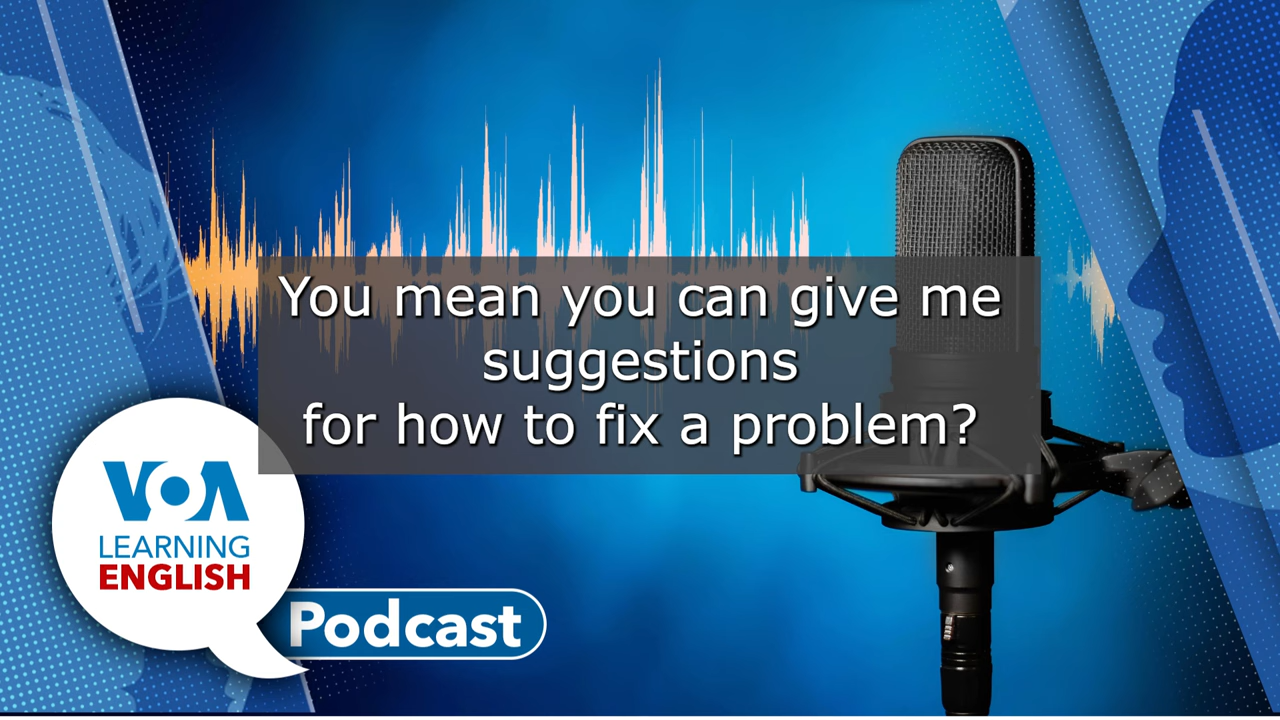 You mean you can give me
suggestions
for how to fix a problem?
VOA
LEARNING
ENGLISH
Podcast